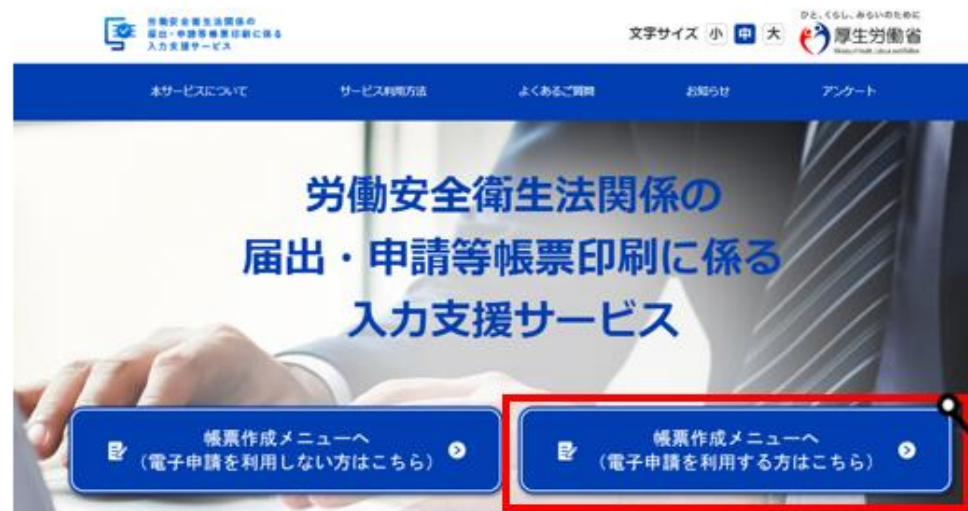 労働安全衛生法関係の
届出・申請等帳票印刷に係る
入力支援サービス
文字サイズ 小 中 大
ひと、くらし、みらいのために
厚生労働省
本サービスについて
サービス利用方法
よくあるご質問
お知らせ
アンケート
労働安全衛生法関係の
届出・申請等帳票印刷に係る
入力支援サービス
帳票作成メニューへ
(電子申請を利用しない方はこちら)
帳票作成メニューへ
(電子申請を利用する方はこちら)